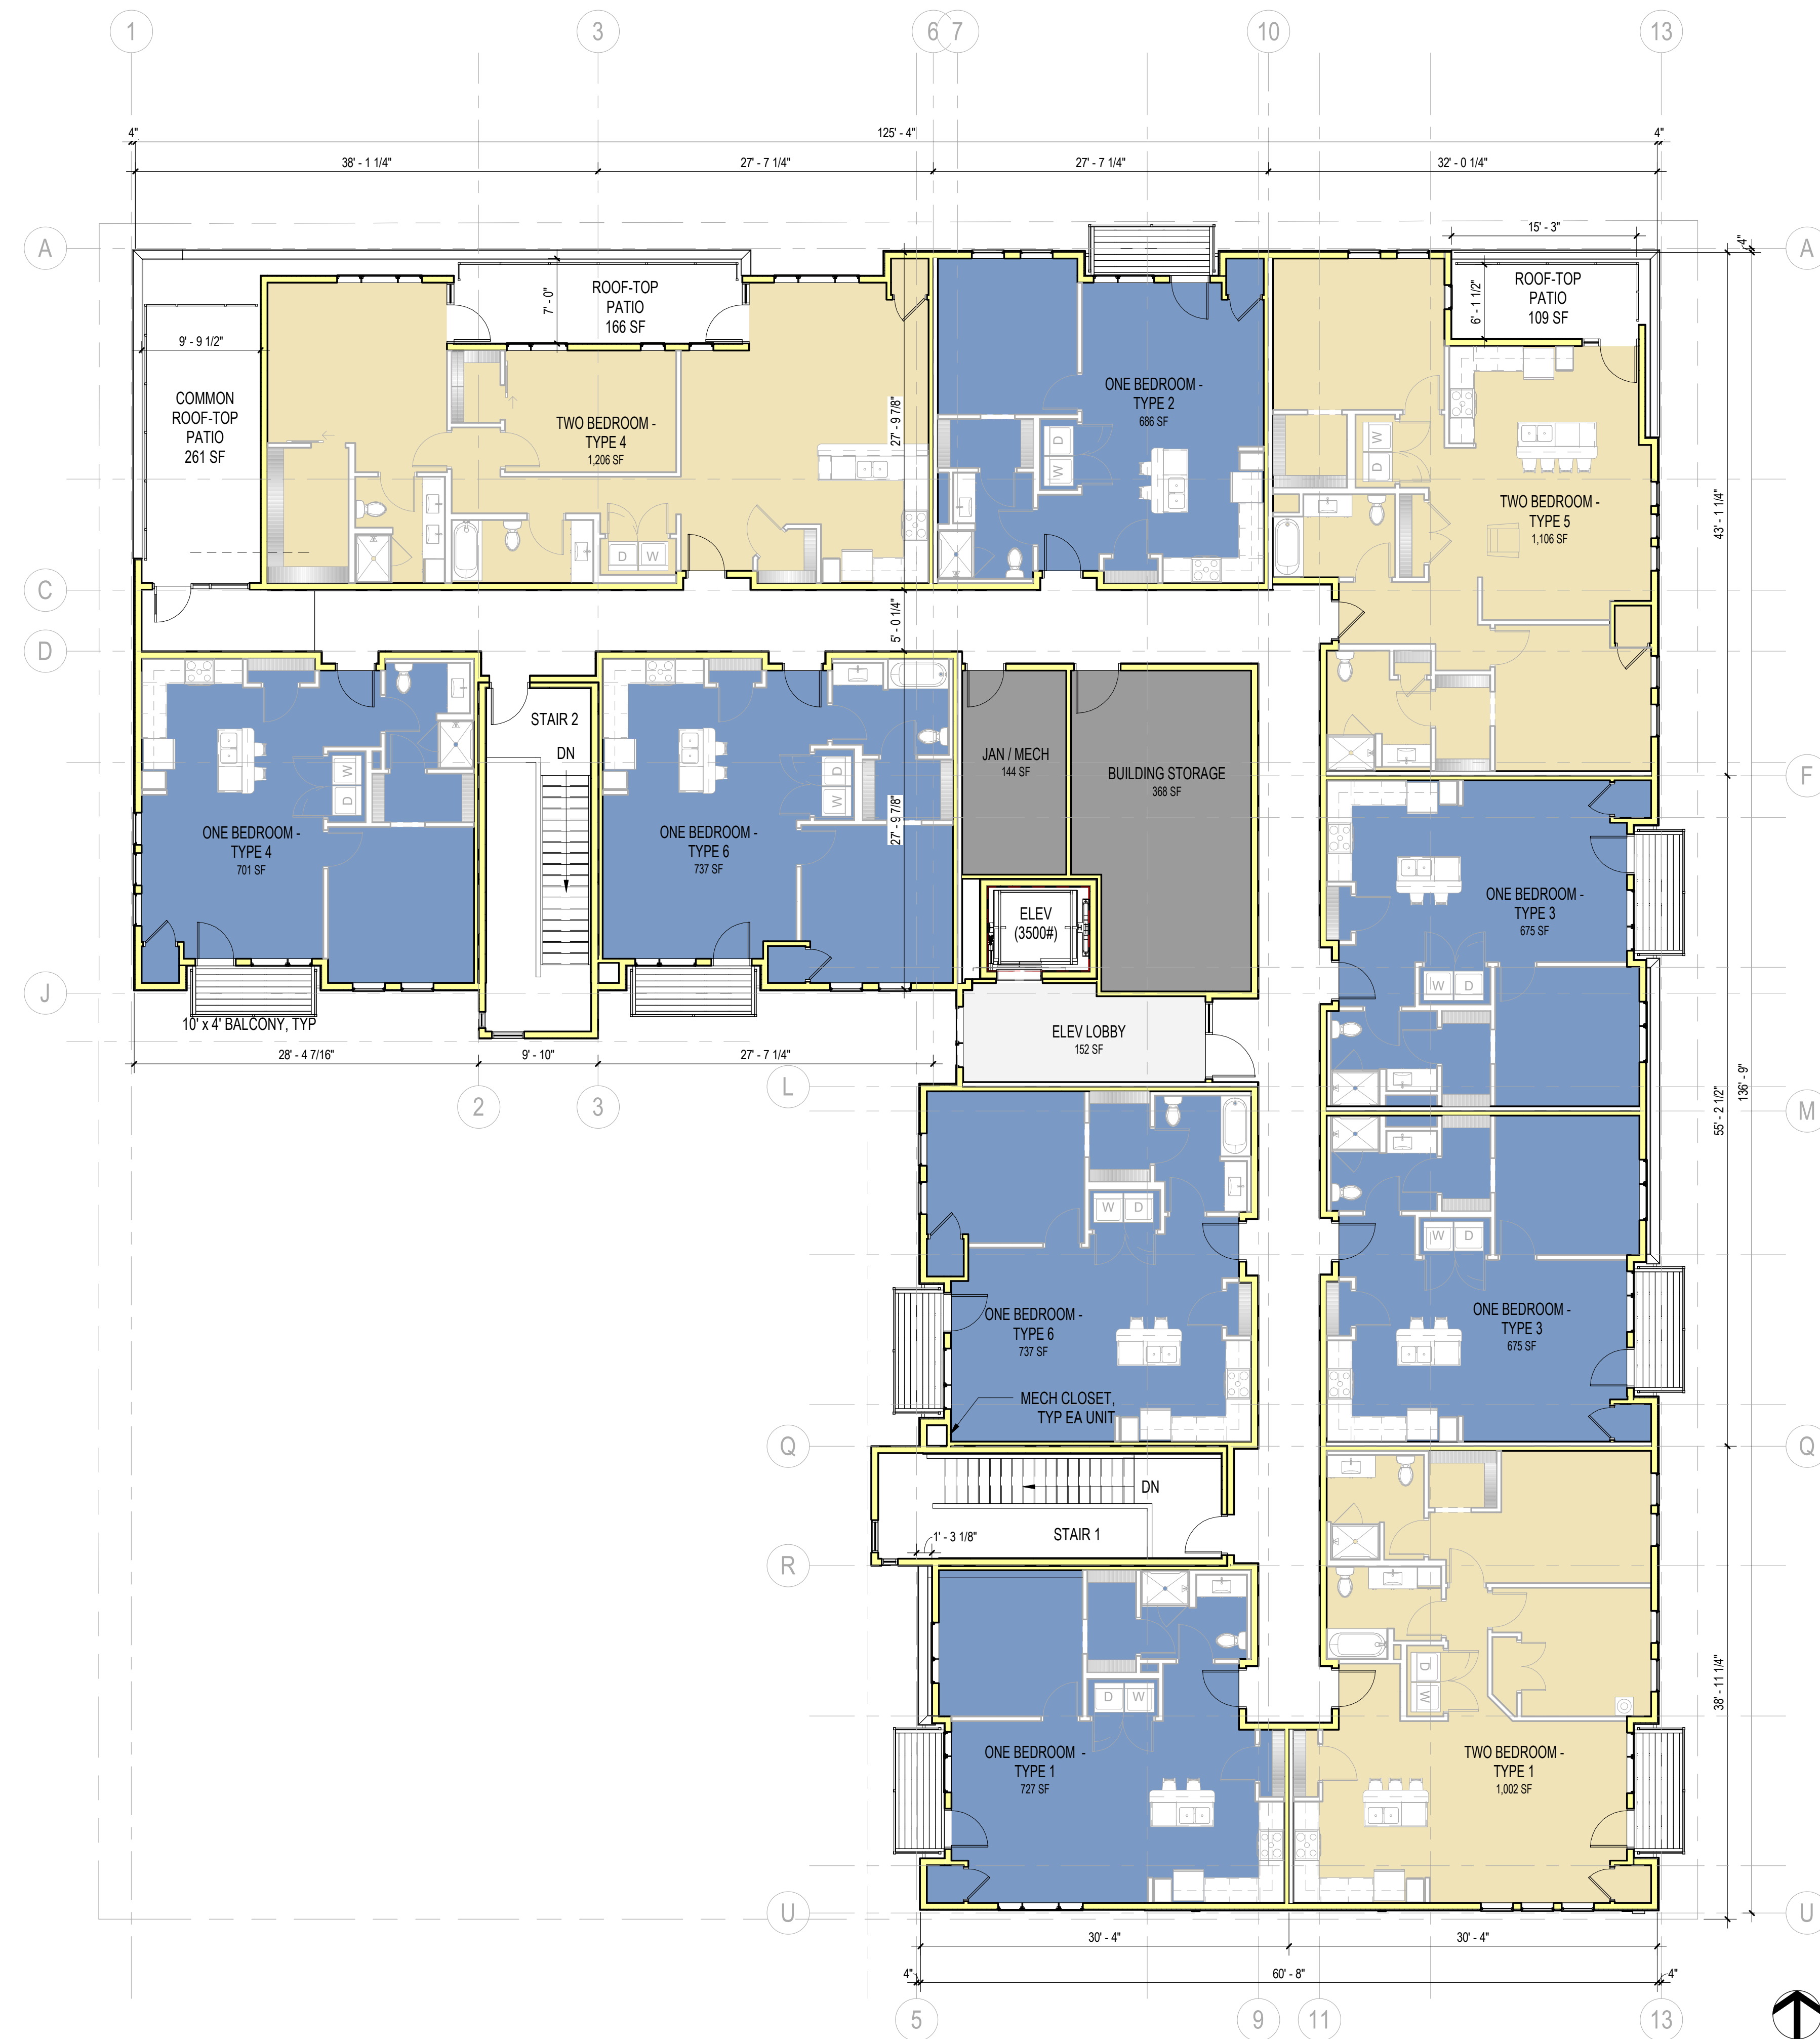 1
3
6
7
10
13
4"
125' - 4"
4"
38' - 1 1/4"
27' - 7 1/4"
27' - 7 1/4"
32' - 0 1/4"
15' - 3"
4"
A
A
ROOF-TOP
PATIO
166 SF
7' - 0"
ROOF-TOP
PATIO
109 SF
6' - 1 1/2"
9' - 9 1/2"
COMMON
ROOF-TOP
PATIO
261 SF
TWO BEDROOM -
TYPE 4
1,206 SF
27' - 9 7/8"
ONE BEDROOM -
TYPE 2
686 SF
D
W
W
D
TWO BEDROOM -
TYPE 5
1,106 SF
43' - 1 1/4"
D
W
C
5' - 0 1/4"
D
STAIR 2
DN
W
D
D
W
JAN / MECH
144 SF
BUILDING STORAGE
368 SF
F
ONE BEDROOM -
TYPE 4
701 SF
ONE BEDROOM -
TYPE 6
737 SF
27' - 9 7/8"
ELEV
(3500#)
ONE BEDROOM -
TYPE 3
675 SF
W
D
J
10' x 4' BALCONY, TYP
ELEV LOBBY
152 SF
28' - 4 7/16"
9' - 10"
27' - 7 1/4"
L
2
3
M
55' - 2 1/2"
136' - 9"
W
D
W
D
ONE BEDROOM -
TYPE 6
737 SF
ONE BEDROOM -
TYPE 3
675 SF
MECH CLOSET,
TYP EA UNIT
Q
Q
DN
STAIR 1
1' - 3 1/8"
R
D
W
D
W
38' - 11 1/4"
ONE BEDROOM -
TYPE 1
727 SF
TWO BEDROOM -
TYPE 1
1,002 SF
U
U
30' - 4"
30' - 4"
4"
60' - 8"
4"
5
9
11
13